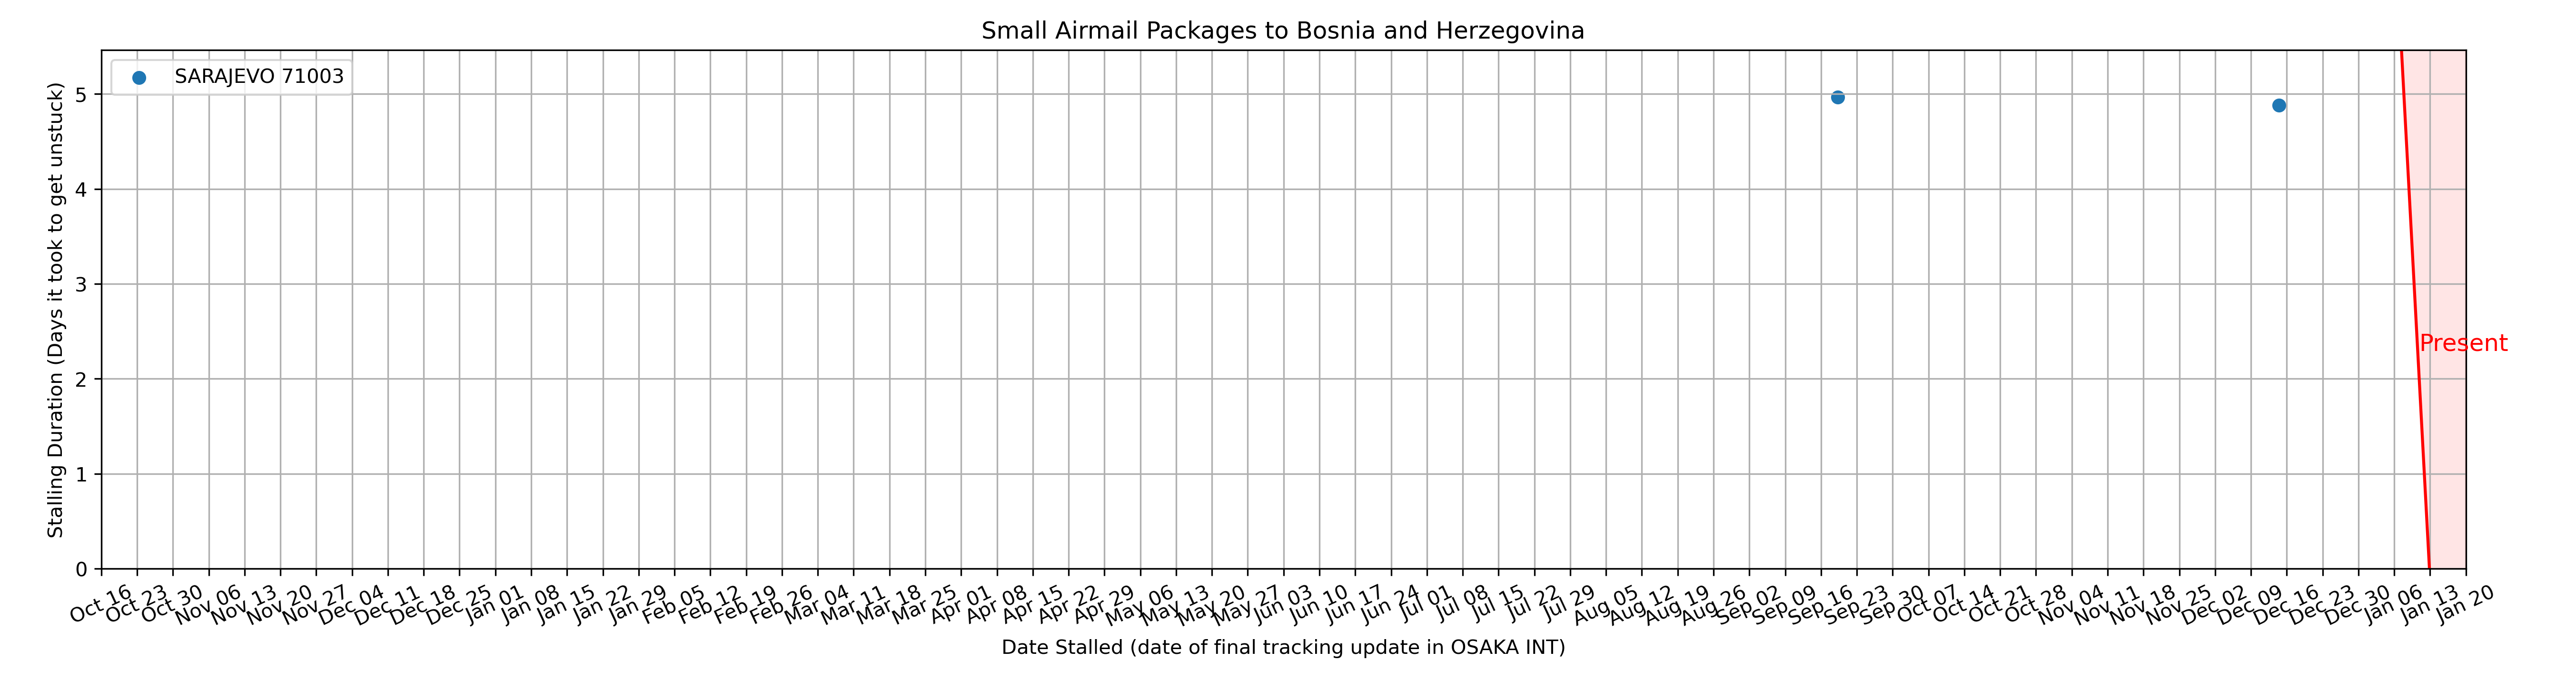 Small Airmail Packages to Bosnia and Herzegovina
SARAJEVO 71003
Stalling Duration (Days it took to get unstuck)
5
4
3
2
1
0
Present
Oct 16
Oct 23
Oct 30
Nov 06
Nov 13
Nov 20
Nov 27
Dec 04
Dec 11
Dec 18
Dec 25
Jan 01
Jan 08
Jan 15
Jan 22
Jan 29
Feb 05
Feb 12
Feb 19
Feb 26
Mar 04
Mar 11
Mar 18
Mar 25
Apr 01
Apr 08
Apr 15
Apr 22
Apr 29
May 06
May 13
May 20
May 27
Jun 03
Jun 10
Jun 17
Jun 24
Jul 01
Jul 08
Jul 15
Jul 22
Jul 29
Aug 05
Aug 12
Aug 19
Aug 26
Sep 02
Sep 09
Sep 16
Sep 23
Sep 30
Oct 07
Oct 14
Oct 21
Oct 28
Nov 04
Nov 11
Nov 18
Nov 25
Dec 02
Dec 09
Dec 16
Dec 23
Dec 30
Jan 06
Jan 13
Jan 20
Date Stalled (date of final tracking update in OSAKA INT)